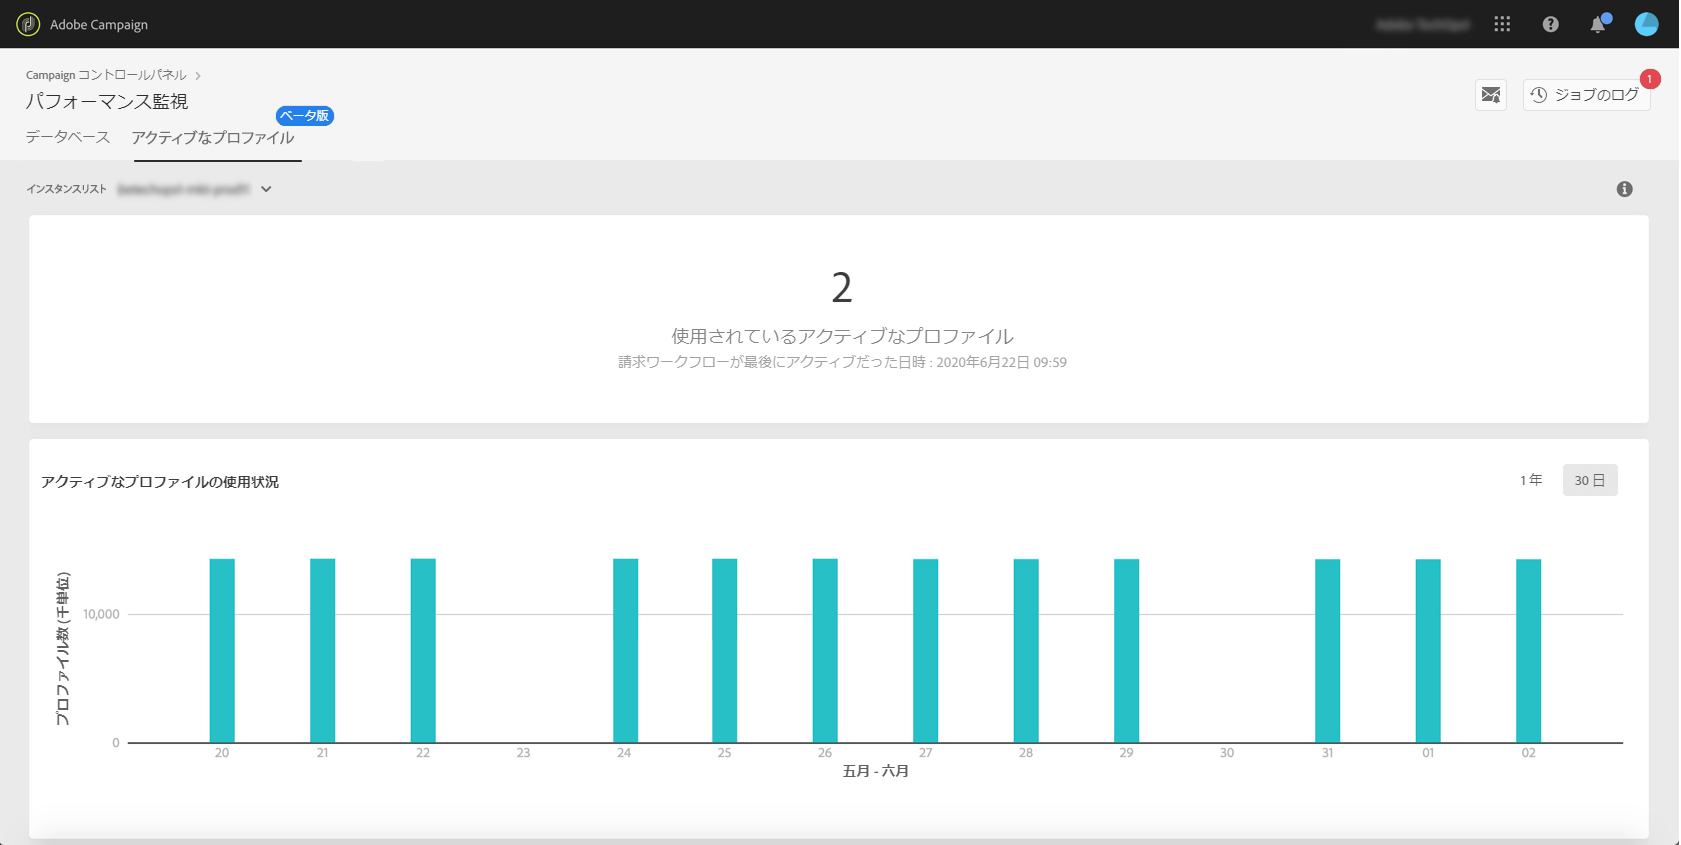 Adobe Campaign
Campaign コントロールパネル
パフォーマンス監視
1
ジョブのログ
ベータ版
データベース
アクティブなプロファイル
インスタンスリスト
2
使用されているアクティブなプロファイル
請求ワークフローが最後にアクティブだった日時 : 2020年6月22日 09:59
アクティブなプロファイルの使用状況
1 年
30 日
プロファイル数 (千単位)
10,000
0
20 21 22 23 24 25 26 27 28 29 30 31 01 02
五月 - 六月